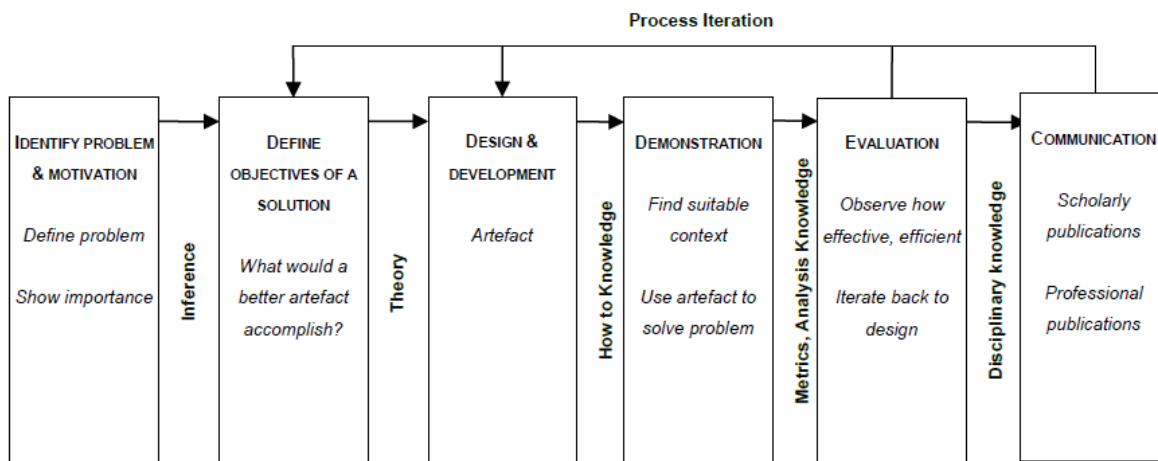 Process Iteration
IDENTIFY PROBLEM
& MOTIVATION
Define problem
Show importance
Inference
DEFINE
OBJECTIVES OF A
SOLUTION
What would a
better artefact
accomplish?
Theory
DESIGN &
DEVELOPMENT
Artefact
How to Knowledge
DEMONSTRATION
Find suitable
context
Use artefact to
solve problem
Metrics, Analysis Knowledge
EVALUATION
Observe how
effective, efficient
Iterate back to
design
Disciplinary knowledge
COMMUNICATION
Scholarly
publications
Professional
publications